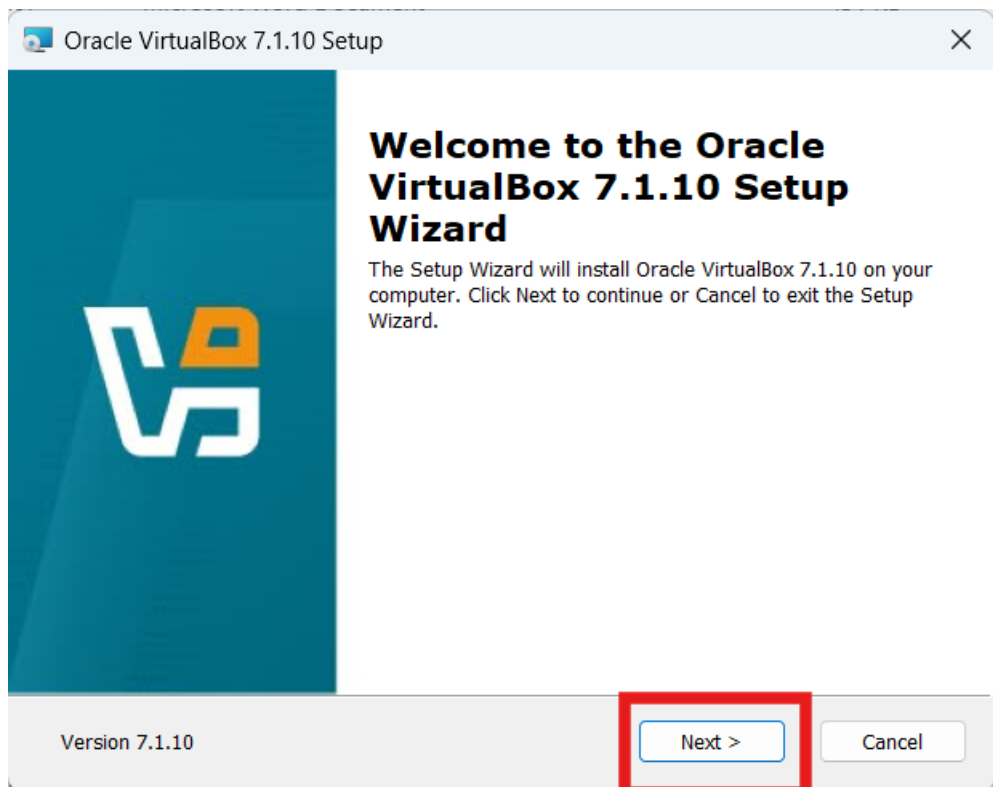 Oracle VirtualBox 7.1.10 Setup
Welcome to the Oracle
VirtualBox 7.1.10 Setup
Wizard
The Setup Wizard will install Oracle VirtualBox 7.1.10 on your
computer. Click Next to continue or Cancel to exit the Setup
Wizard.
Version 7.1.10
Next >
Cancel